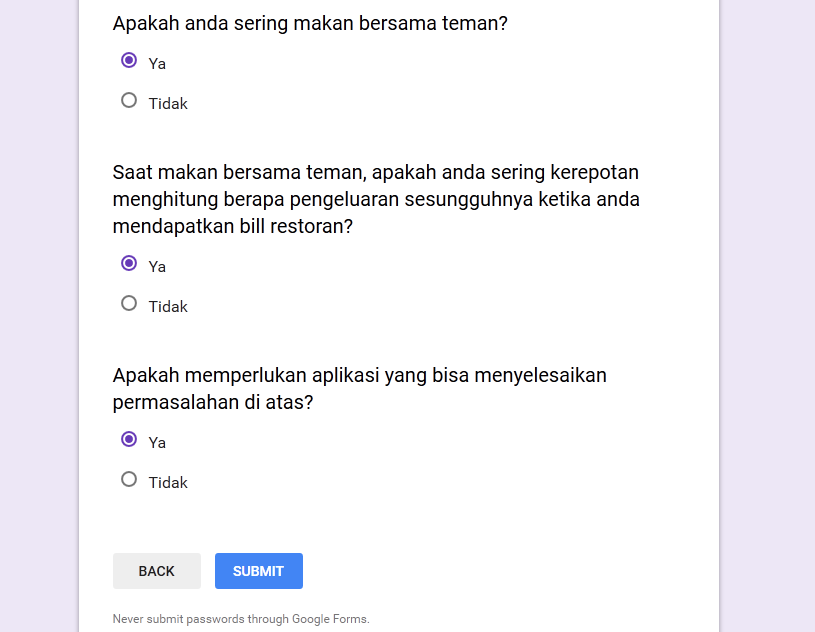 Apakah anda sering makan bersama teman?
Ya
Tidak
Saat makan bersama teman, apakah anda sering kerepotan
menghitung berapa pengeluaran sesungguhnya ketika anda
mendapatkan bill restoran?
Ya
Tidak
Apakah memperlukan aplikasi yang bisa menyelesaikan
permasalahan di atas?
Ya
Tidak
BACK SUBMIT
Never submit passwords through Google Forms.